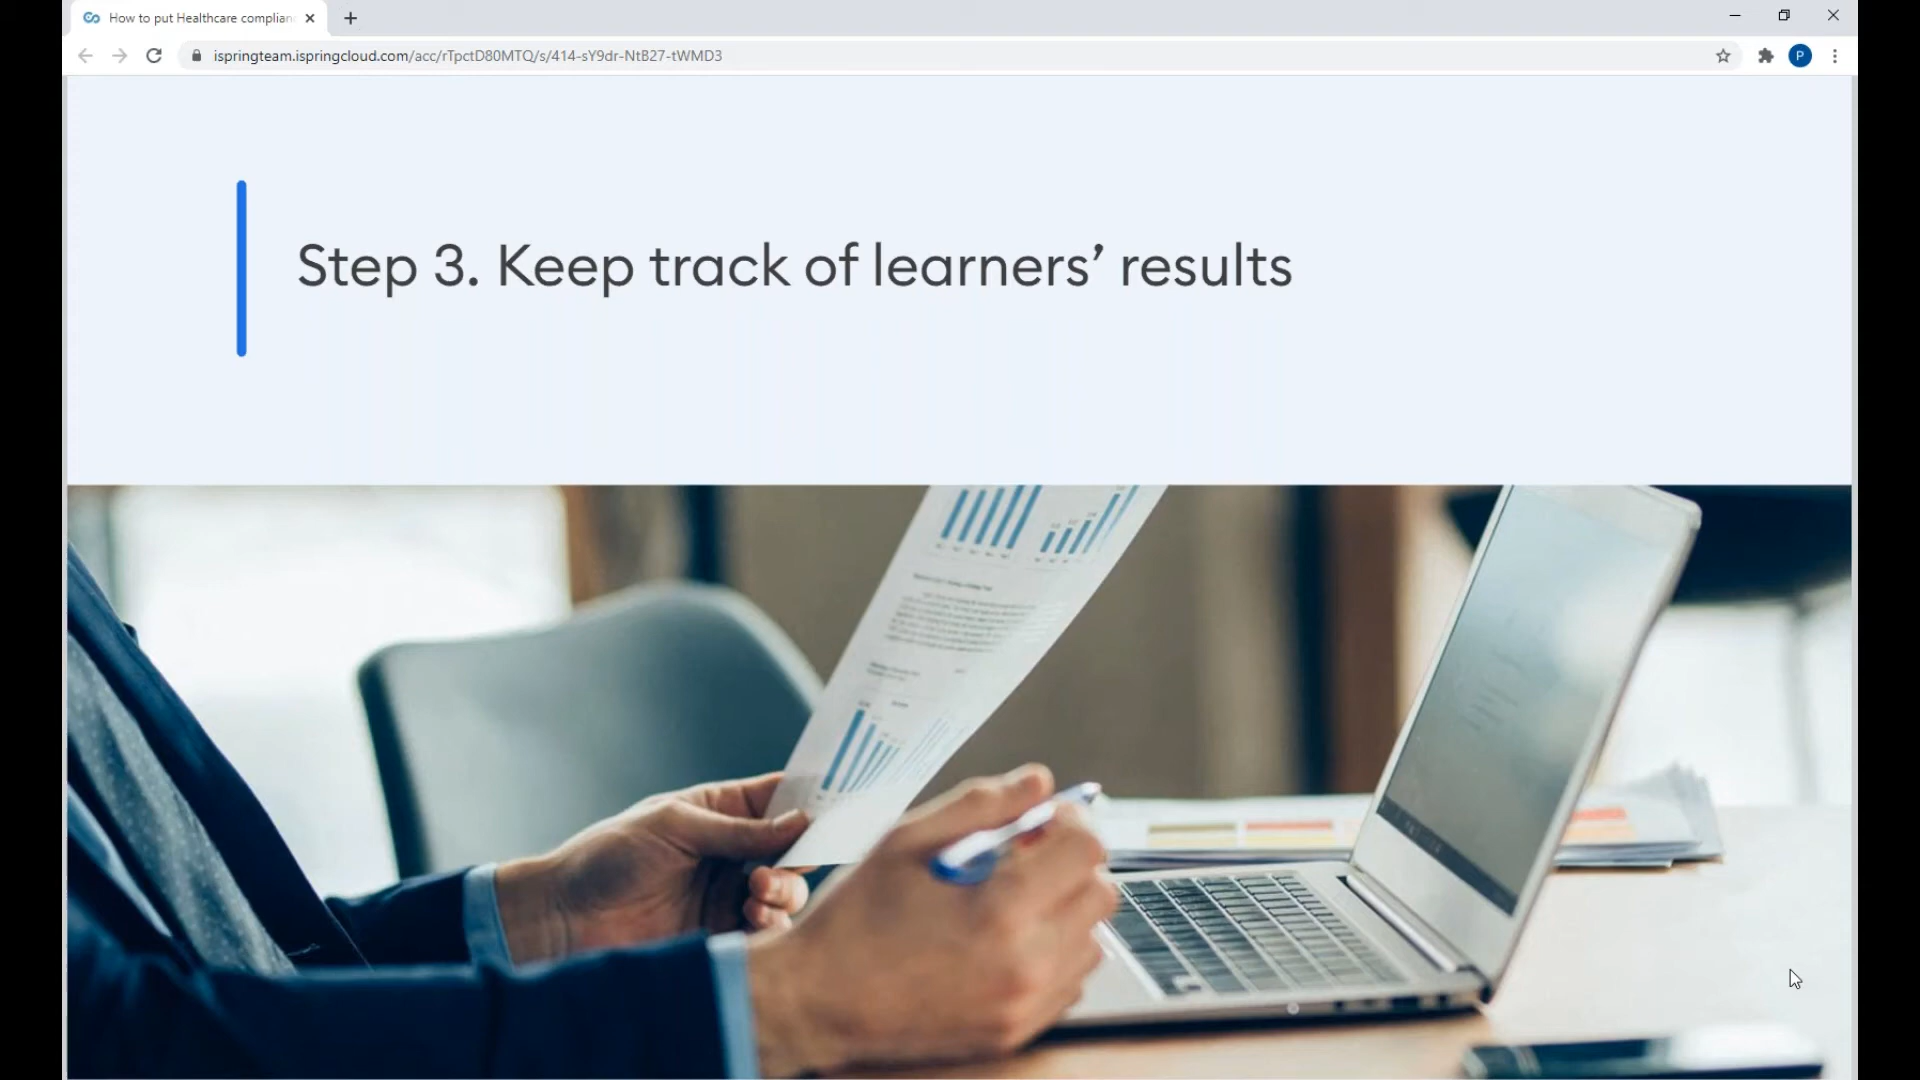 How to put Healthcare complian
ispringteam.ispringcloud.com/acc/rTpctD80MTQ/s/414-sY9dr-NtB27-tWMD3
P
Step 3. Keep track of learners’ results